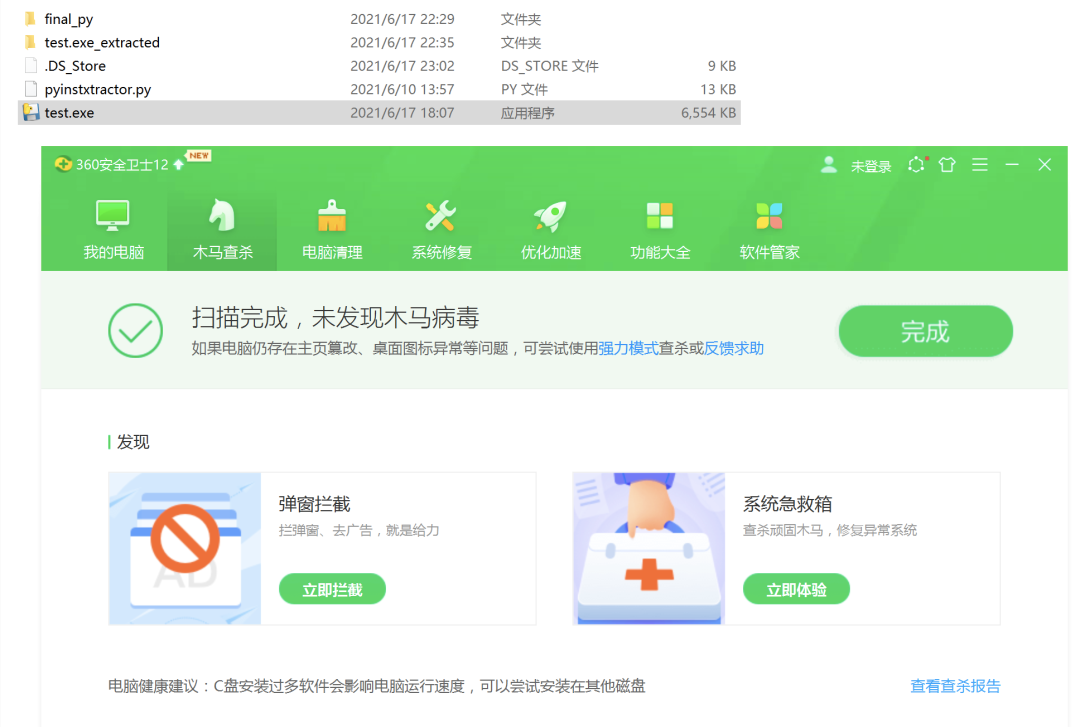 final_py 2021/6/17 22:29 文件夹
test.exe_extracted 2021/6/17 22:35 文件夹
.DS_Store 2021/6/17 23:02 DS_STORE 文件 9 KB
pyinstxtractor.py 2021/6/10 13:57 PY 文件 13 KB
test.exe 2021/6/17 18:07 应用程序 6,554 KB
360安全卫士12 NEW 未登录
我的电脑 木马查杀 电脑清理 系统修复 优化加速 功能大全 软件管家
扫描完成，未发现木马病毒
如果电脑仍存在主页篡改、桌面图标异常等问题，可尝试使用强力模式查杀或反馈求助
完成
发现
弹窗拦截
拦弹窗、去广告，就是给力
立即拦截
AD
系统急救箱
查杀顽固木马，修复异常系统
立即体验
电脑健康建议：C盘安装过多软件会影响电脑运行速度，可以尝试安装在其他磁盘 查看查杀报告